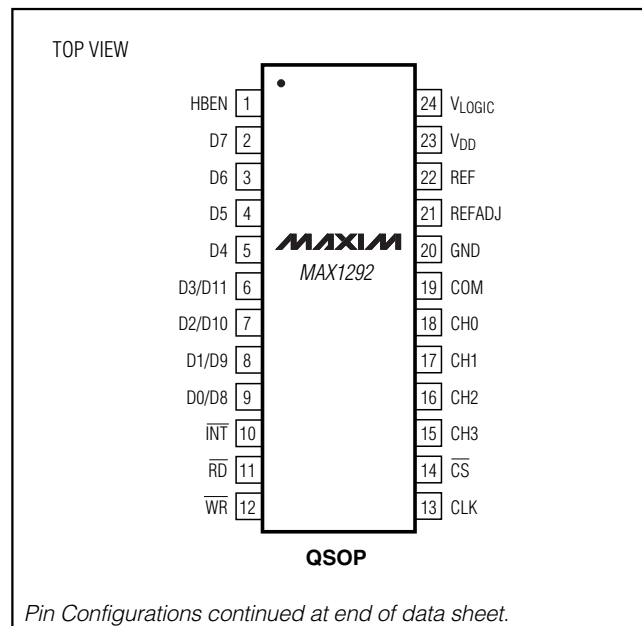 TOP VIEW
HBEN 1
D7 2
D6 3
D5 4
D4 5
D3/D11 6
D2/D10 7
D1/D9 8
D0/D8 9
INT 10
RD 11
WR 12
MAXIM
MAX1292
24 VLOGIC
23 VDD
22 REF
21 REFADJ
20 GND
19 COM
18 CH0
17 CH1
16 CH2
15 CH3
14 CS
13 CLK
QSOP
Pin Configurations continued at end of data sheet.